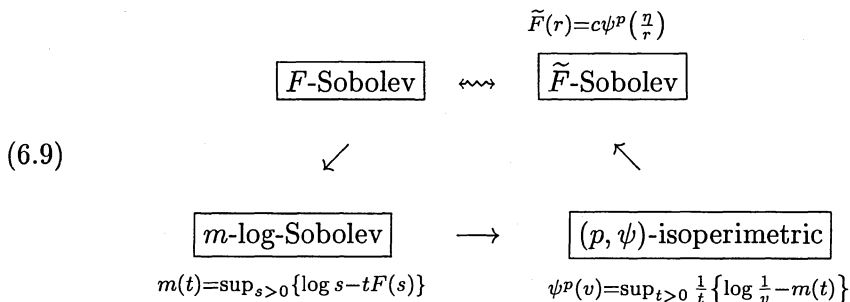 F̃(r)=cψ^p(η/r)
F-Sobolev ↭ F̃-Sobolev
(6.9) ↙ ↖
m-log-Sobolev ⟶ (p, ψ)-isoperimetric
m(t)=sup_{s>0}{log s−tF(s)} ψ^p(v)=sup_{t>0} 1/t{log 1/v−m(t)}